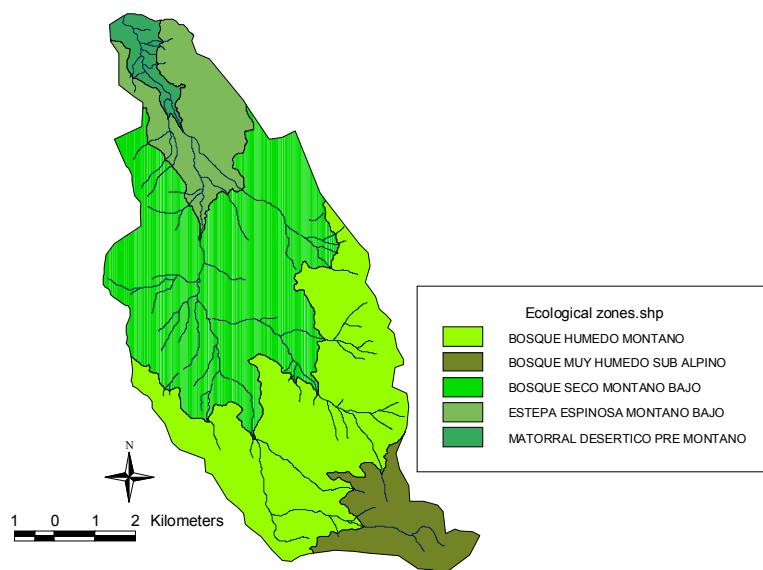 Ecological zones.shp
BOSQUE HUMEDO MONTANO
BOSQUE MUY HUMEDO SUB ALPINO
BOSQUE SECO MONTANO BAJO
ESTEPA ESPINOSA MONTANO BAJO
MATORRAL DESERTICO PRE MONTANO
N
1 0 1 2 Kilometers